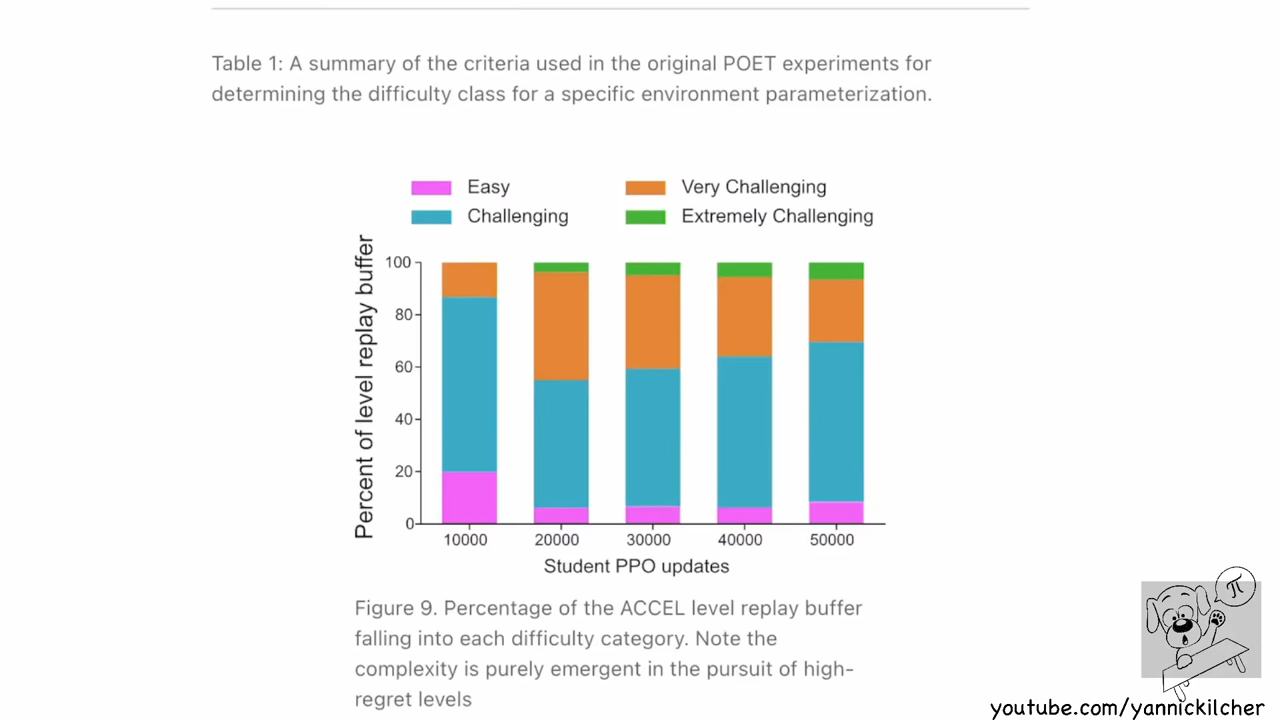 Table 1: A summary of the criteria used in the original POET experiments for
determining the difficulty class for a specific environment parameterization.
Easy
Very Challenging
Challenging
Extremely Challenging
Percent of level replay buffer
100
80
60
40
20
0
10000
20000
30000
40000
50000
Student PPO updates
Figure 9. Percentage of the ACCEL level replay buffer
falling into each difficulty category. Note the
complexity is purely emergent in the pursuit of high-
regret levels
π
youtube.com/yannickilcher